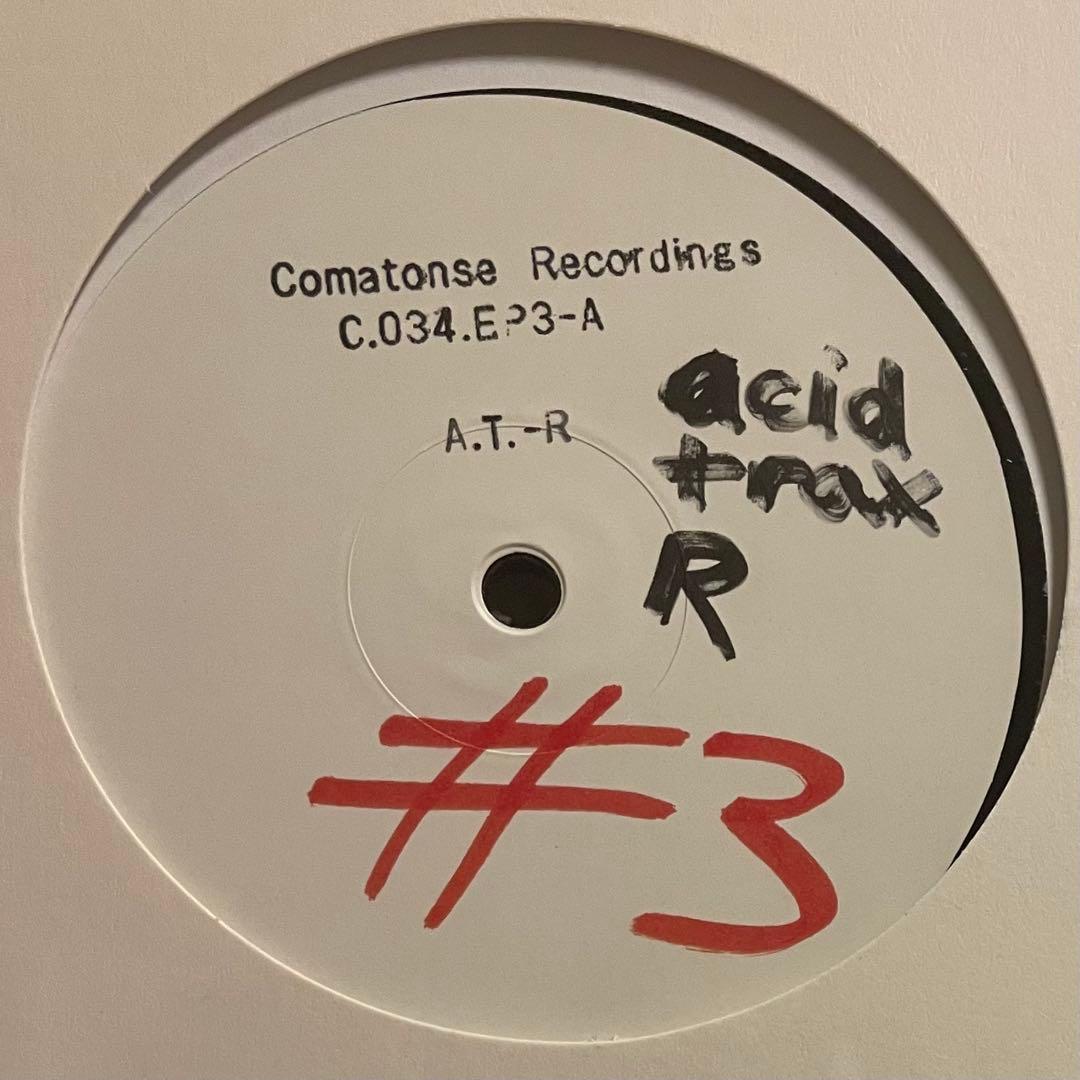 Comatonse Recordings
C.034.EP3-A
A.T.-R
acid
trax
R
#3